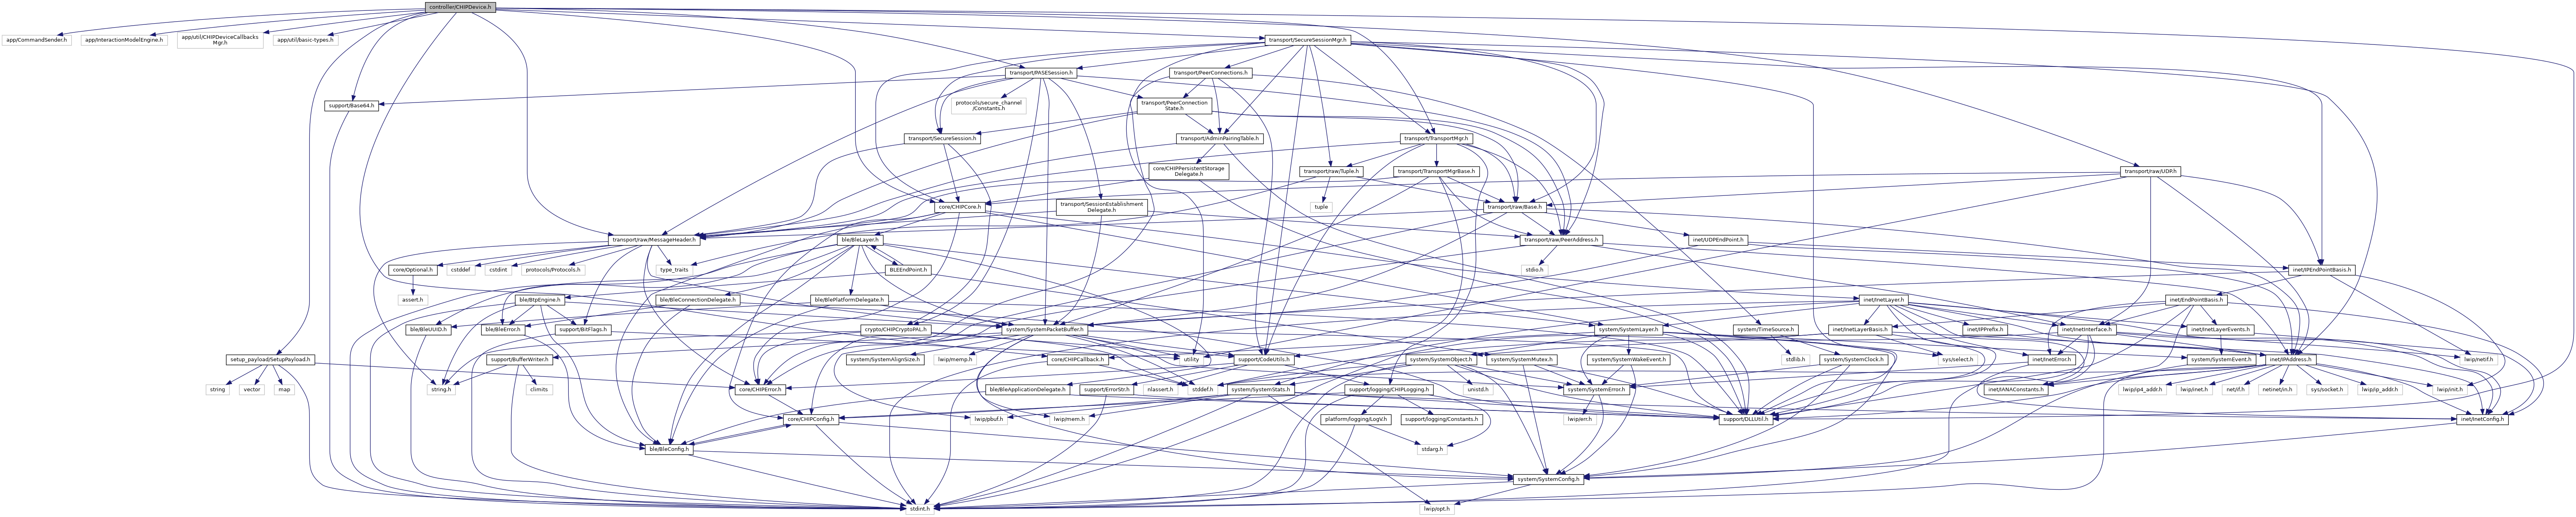 controller/CHIPDevice.h
app/CommandSender.h
app/InteractionModelEngine.h
app/util/CHIPDeviceCallbacks
Mgr.h
app/util/basic-types.h
transport/SecureSessionMgr.h
transport/PASESession.h
transport/PeerConnections.h
support/Base64.h
protocols/secure_channel
/Constants.h
transport/PeerConnection
State.h
transport/SecureSession.h
transport/AdminPairingTable.h
transport/TransportMgr.h
core/CHIPPersistentStorage
Delegate.h
transport/raw/Tuple.h
transport/TransportMgrBase.h
transport/raw/UDP.h
core/CHIPCore.h
transport/SessionEstablishment
Delegate.h
tuple
transport/raw/Base.h
transport/raw/MessageHeader.h
ble/BleLayer.h
transport/raw/PeerAddress.h
inet/UDPEndPoint.h
core/Optional.h
cstddef
cstdint
protocols/Protocols.h
type_traits
BLEEndPoint.h
stdio.h
inet/IPEndPointBasis.h
assert.h
ble/BtpEngine.h
ble/BleConnectionDelegate.h
ble/BlePlatformDelegate.h
inet/InetLayer.h
inet/EndPointBasis.h
ble/BleUUID.h
ble/BleError.h
support/BitFlags.h
crypto/CHIPCryptoPAL.h
system/SystemPacketBuffer.h
system/SystemLayer.h
system/TimeSource.h
inet/InetLayerBasis.h
inet/IPPrefix.h
inet/InetInterface.h
inet/InetLayerEvents.h
setup_payload/SetupPayload.h
support/BufferWriter.h
system/SystemAlignSize.h
lwip/memp.h
core/CHIPCallback.h
utility
support/CodeUtils.h
system/SystemObject.h
system/SystemMutex.h
system/SystemWakeEvent.h
stdlib.h
system/SystemClock.h
sys/select.h
inet/InetError.h
system/SystemEvent.h
inet/IPAddress.h
lwip/netif.h
string
vector
map
string.h
climits
core/CHIPError.h
ble/BleApplicationDelegate.h
support/ErrorStr.h
nlassert.h
stddef.h
system/SystemStats.h
support/logging/CHIPLogging.h
unistd.h
system/SystemError.h
inet/IANAConstants.h
lwip/ip4_addr.h
lwip/inet.h
net/if.h
netinet/in.h
sys/socket.h
lwip/ip_addr.h
lwip/init.h
core/CHIPConfig.h
lwip/pbuf.h
lwip/mem.h
platform/logging/LogV.h
support/logging/Constants.h
lwip/err.h
support/DLLUtil.h
inet/InetConfig.h
ble/BleConfig.h
stdarg.h
system/SystemConfig.h
stdint.h
lwip/opt.h